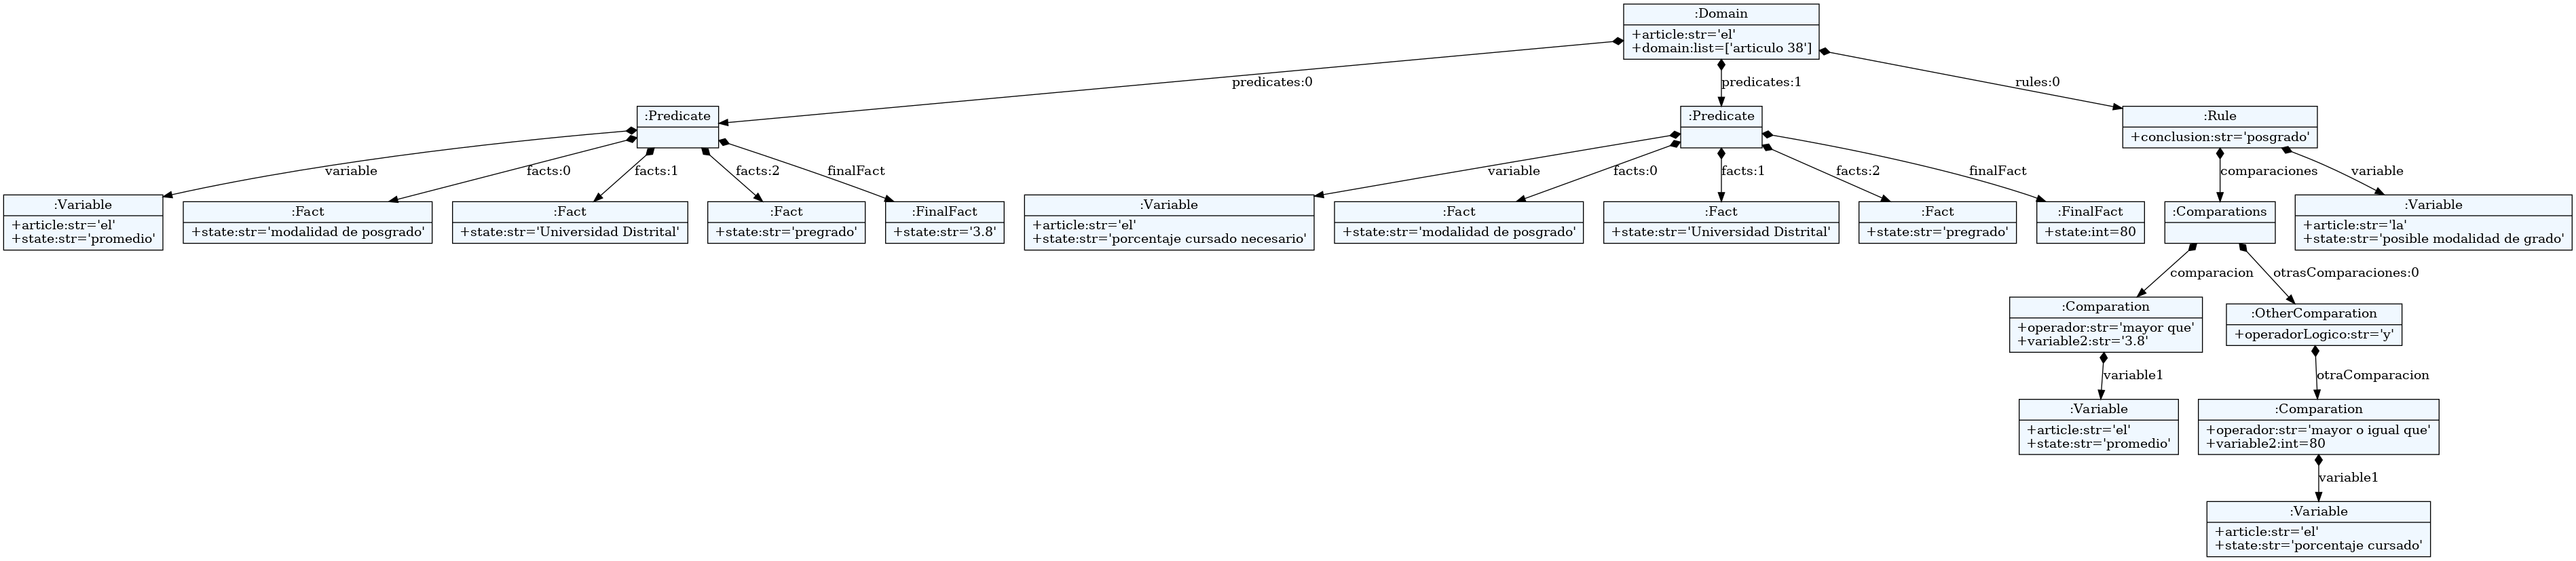 :Domain
+article:str='el'
+domain:list=['articulo 38']
predicates:0
predicates:1
rules:0
:Predicate
:Predicate
:Rule
+conclusion:str='posgrado'
variable
facts:0
facts:1
facts:2
finalFact
variable
facts:0
facts:1
facts:2
finalFact
comparaciones
variable
:Variable
+article:str='el'
+state:str='promedio'
:Fact
+state:str='modalidad de posgrado'
:Fact
+state:str='Universidad Distrital'
:Fact
+state:str='pregrado'
:FinalFact
+state:str='3.8'
:Variable
+article:str='el'
+state:str='porcentaje cursado necesario'
:Fact
+state:str='modalidad de posgrado'
:Fact
+state:str='Universidad Distrital'
:Fact
+state:str='pregrado'
:FinalFact
+state:int=80
:Comparations
:Variable
+article:str='la'
+state:str='posible modalidad de grado'
comparacion
otrasComparaciones:0
:Comparation
+operador:str='mayor que'
+variable2:str='3.8'
:OtherComparation
+operadorLogico:str='y'
variable1
otraComparacion
:Variable
+article:str='el'
+state:str='promedio'
:Comparation
+operador:str='mayor o igual que'
+variable2:int=80
variable1
:Variable
+article:str='el'
+state:str='porcentaje cursado'